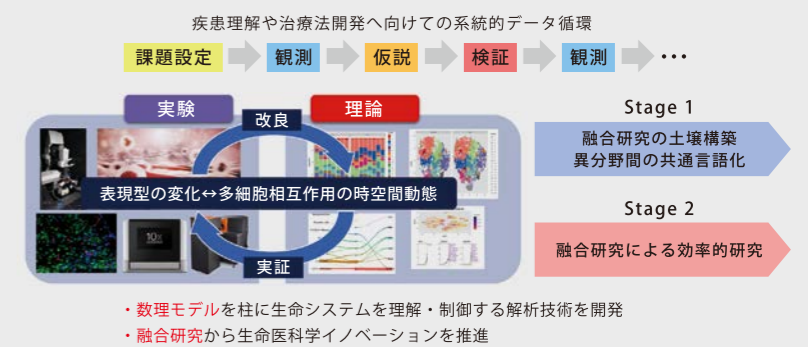 疾患理解や治療法開発へ向けての系統的データ循環
課題設定 観測 仮説 検証 観測 ・・・
実験 理論
改良
表現型の変化↔多細胞相互作用の時空間動態
10x
実証
Stage 1
融合研究の土壌構築
異分野間の共通言語化
Stage 2
融合研究による効率的研究
・数理モデルを柱に生命システムを理解・制御する解析技術を開発
・融合研究から生命医科学イノベーションを推進